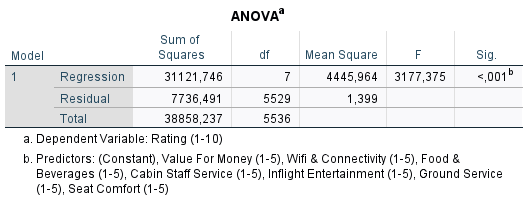 ANOVAa
Model Sum of Squares df Mean Square F Sig.
1 Regression 31121,746 7 4445,964 3177,375 <,001b
Residual 7736,491 5529 1,399
Total 38858,237 5536
a. Dependent Variable: Rating (1-10)
b. Predictors: (Constant), Value For Money (1-5), Wifi & Connectivity (1-5), Food &
Beverages (1-5), Cabin Staff Service (1-5), Inflight Entertainment (1-5), Ground Service
(1-5), Seat Comfort (1-5)